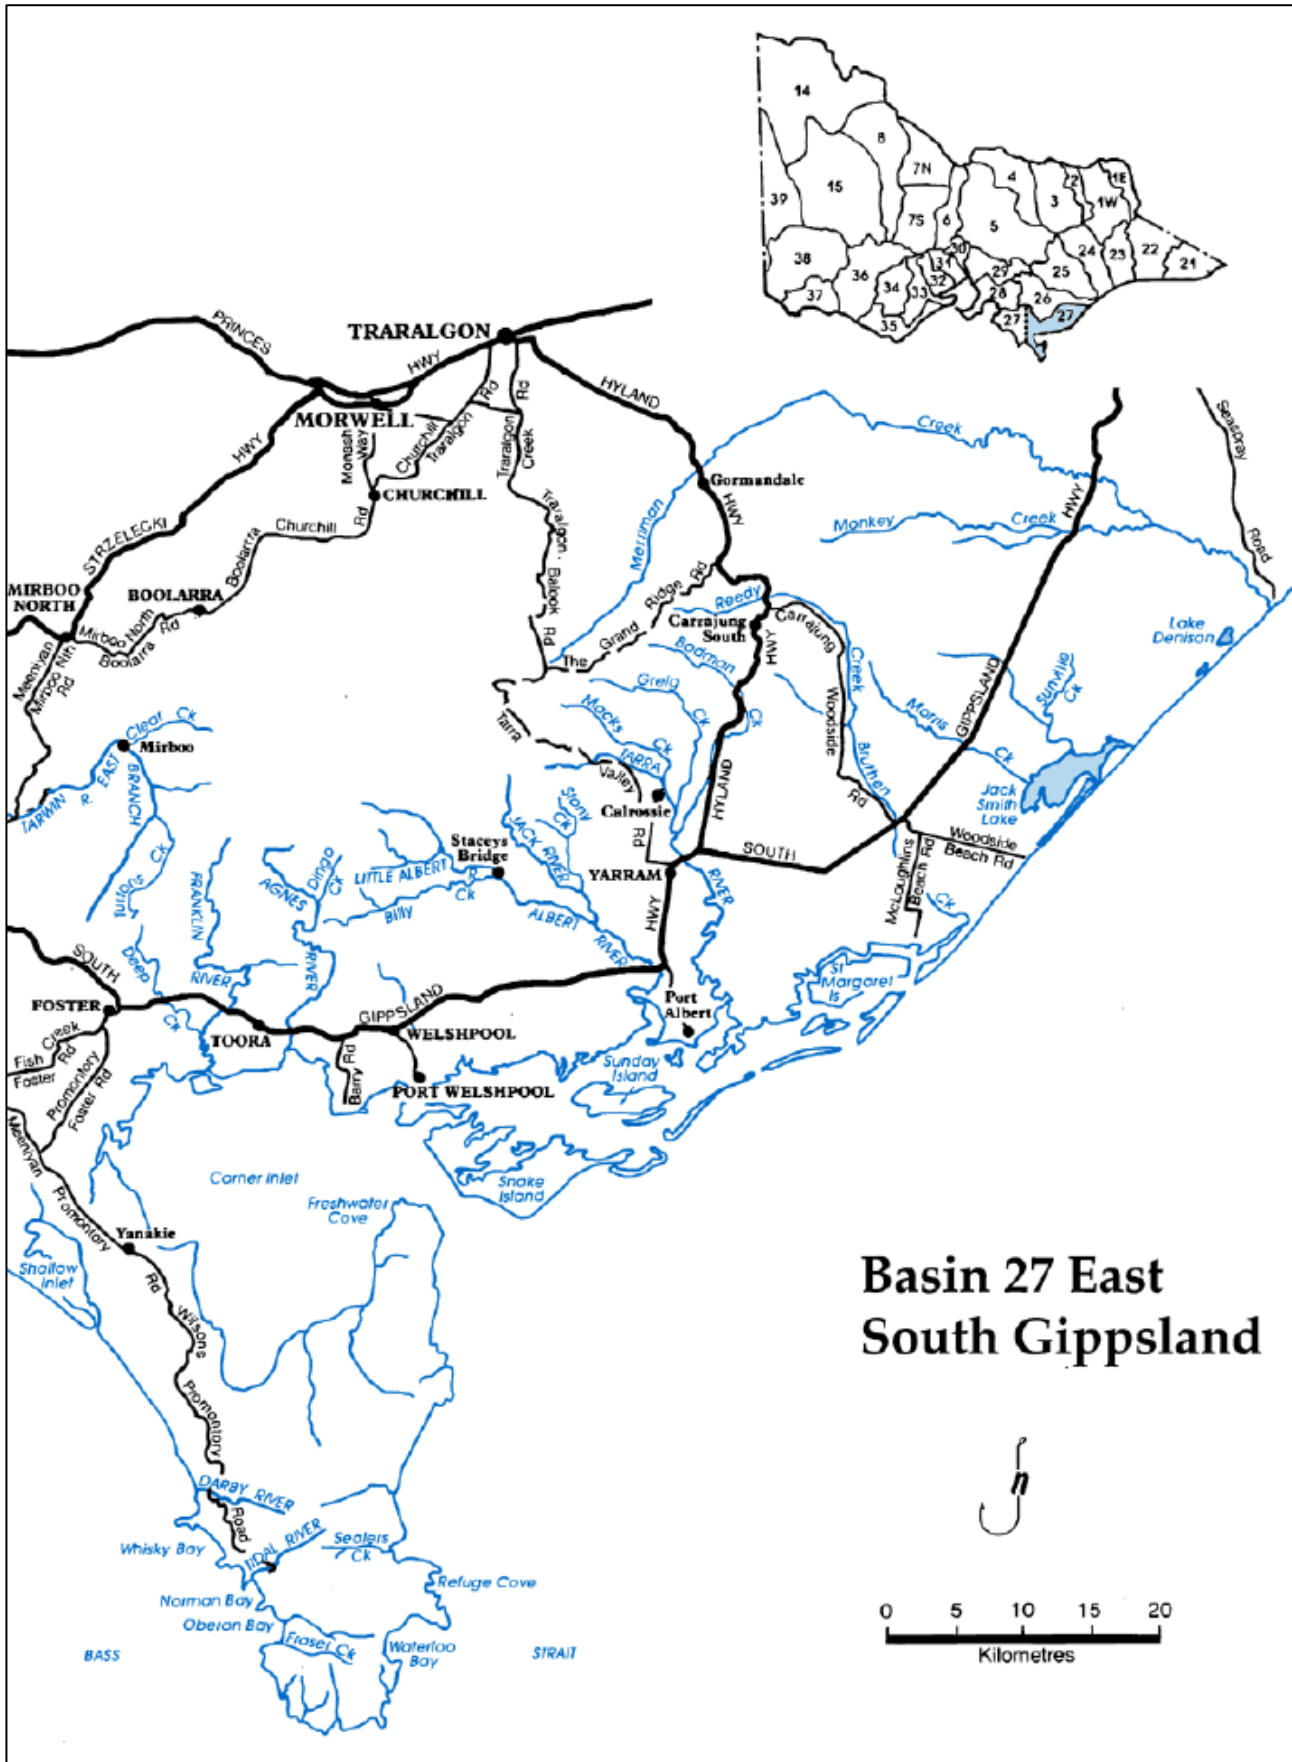 14
8
7N
4
2
1E
39
15
7S
6
5
3
1W
38
36
30
31
32
29
24
23
22
21
25
37
34
33
28
26
35
27
27
PRINCES
TRARALGON
HWY
HYLAND
Seaspray
Road
MORWELL
Rd
Rd
Creek
Churchill
Traralgon
Traralgon
Creek
Monash
Way
HWY
Gormandale
CHURCHILL
HWY
HWY
Merriman
Monkey
Creek
Churchill
Rd
Traralgon
Balook
Rd
STRZELECKI
Boolarra
MIRBOO
NORTH
BOOLARRA
Mirboo North
Boolarra Rd
Meeniyan
Mirboo Nth
Rd
The Grand Ridge Rd
Reedy
Creek
Carrajung
South
HWY
Carrajung
Woodside
Rd
Lake
Denison
Bodman
Ck
Greig
Ck
Macks
Ck
Morris
Ck
GIPPSLAND
Sunville
Ck
Clear Ck
Mirboo
TARWIN R. EAST
BRANCH
Tarra
Valley
Rd
TARRA
RIVER
Calrossie
HYLAND
Bruthen
Jack
Smith
Lake
Stony
Ck
JACK RIVER
Staceys
Bridge
Dingo
Ck
LITTLE ALBERT
R.
AGNES
RIVER
Billy
Ck
ALBERT
RIVER
YARRAM
SOUTH
Woodside
Beach Rd
McLoughlins
Beach Rd
Ck
Turtons
Ck
FRANKLIN
RIVER
Deep
Ck
HWY
SOUTH
FOSTER
GIPPSLAND
TOORA
WELSHPOOL
Port
Albert
St
Margaret
Is
Fish Creek
Foster Rd
Promontory
Foster Rd
Barry Rd
PORT WELSHPOOL
Sunday
Island
Meeniyan
Promontory
Rd
Corner Inlet
Freshwater
Cove
Snake
Island
Yanakie
Shallow
Inlet
Wilsons
Promontory
Road
Basin 27 East
South Gippsland
DARBY RIVER
TIDAL RIVER
Whisky Bay
Sealers
Ck
Refuge Cove
Norman Bay
Oberon Bay
Fraser Ck
Waterloo
Bay
BASS
STRAIT
n
0 5 10 15 20
Kilometres